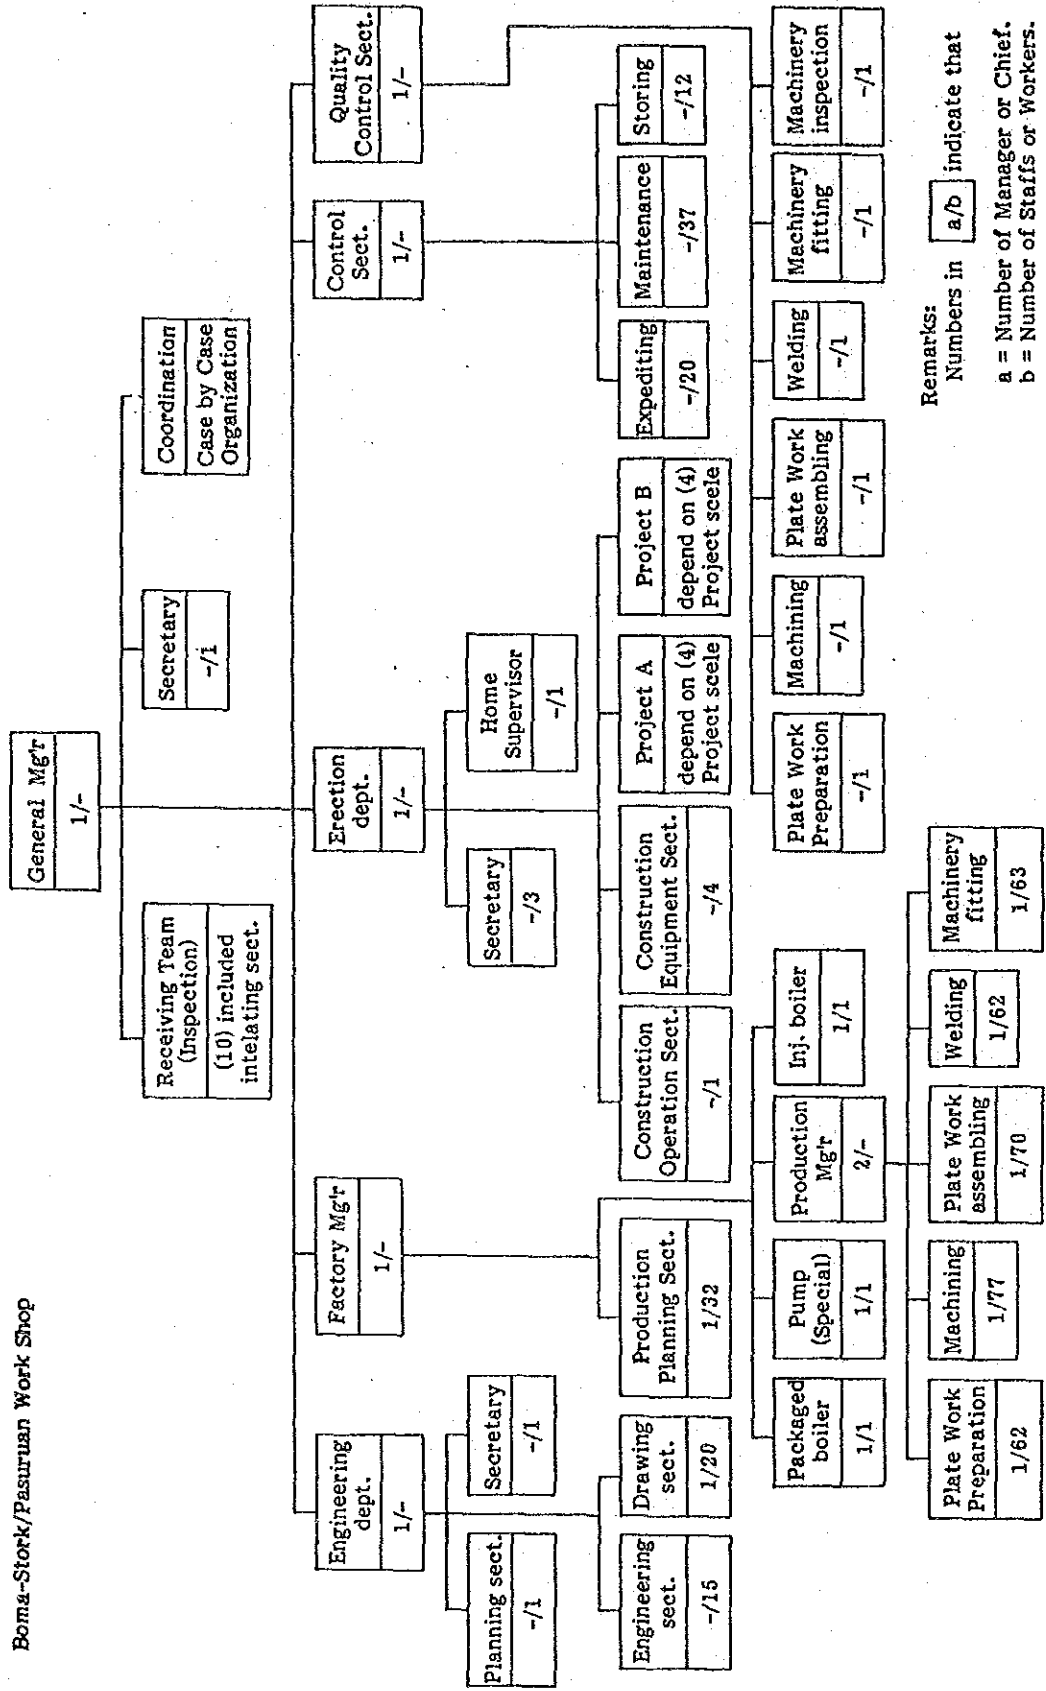 Boma-Stork/Pasuruan Work Shop
General Mg'r
1/-
Receiving Team
(Inspection)
(10) included
intelating sect.
Secretary
-/1
Coordination
Case by Case
Organization
Engineering
dept.
1/-
Factory Mg'r
1/-
Erection
dept.
1/-
Control
Sect.
1/-
Quality
Control Sect.
1/-
Planning sect.
-/1
Secretary
-/1
Secretary
-/3
Home
Supervisor
-/1
Engineering
sect.
-/15
Drawing
sect.
1/20
Production
Planning Sect.
1/32
Construction
Operation Sect.
-/1
Construction
Equipment Sect.
-/4
Project A
depend on (4)
Project scele
Project B
depend on (4)
Project scele
Expediting
-/20
Maintenance
-/37
Storing
-/12
Packaged
boiler
1/1
Pump
(Special)
1/1
Production
Mg'r
2/-
Inj. boiler
1/1
Plate Work
Preparation
-/1
Machining
-/1
Plate Work
assembling
-/1
Welding
-/1
Machinery
fitting
-/1
Machinery
inspection
-/1
Plate Work
Preparation
1/62
Machining
1/77
Plate Work
assembling
1/70
Welding
1/62
Machinery
fitting
1/63
Remarks:
Numbers in a/b indicate that
a = Number of Manager or Chief.
b = Number of Staffs or Workers.